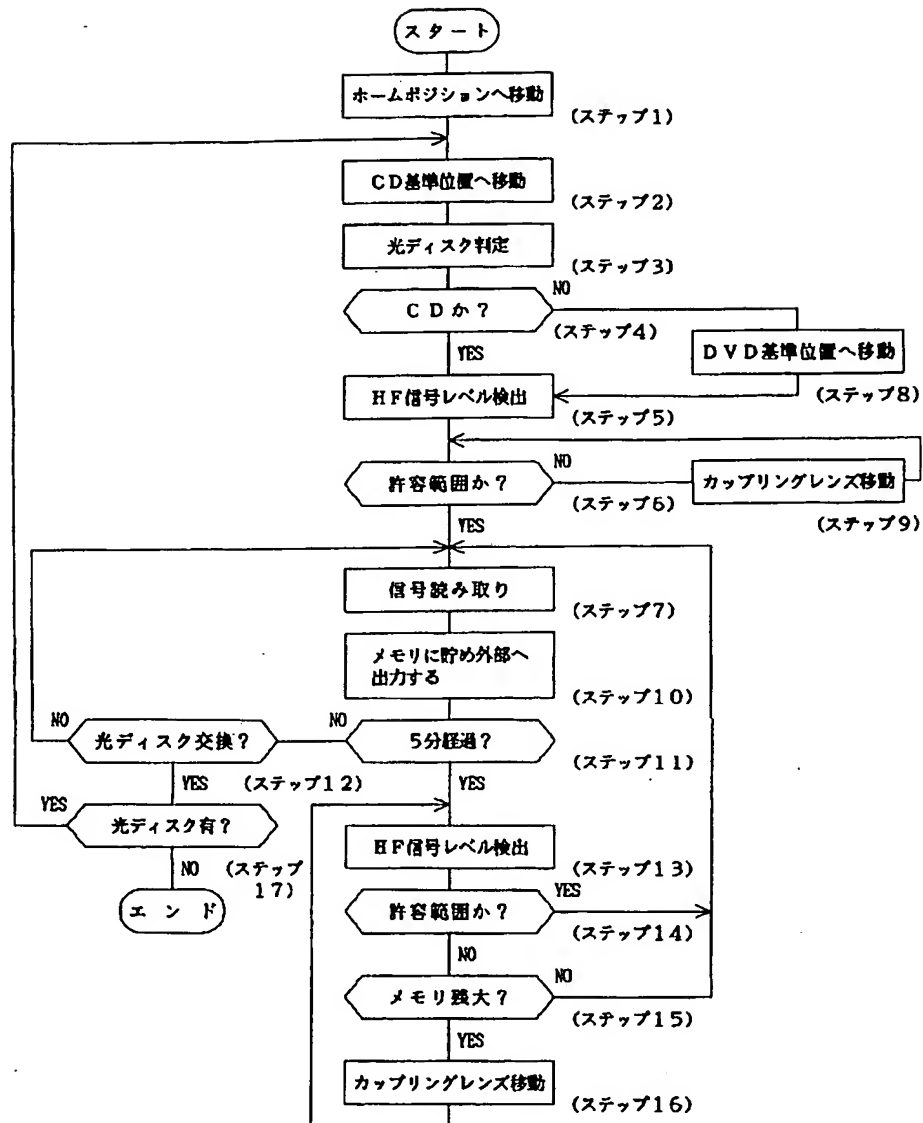 スタート
ホームポジションへ移動
(ステップ1)
CD基準位置へ移動
(ステップ2)
光ディスク判定
(ステップ3)
CDか?
NO
(ステップ4)
YES
DVD基準位置へ移動
(ステップ8)
HF信号レベル検出
(ステップ5)
許容範囲か?
NO
(ステップ6)
カップリングレンズ移動
(ステップ9)
YES
信号読み取り
(ステップ7)
メモリに貯め外部へ
出力する
(ステップ10)
NO
光ディスク交換?
NO
5分経過?
(ステップ11)
YES
(ステップ12)
YES
YES
光ディスク有?
NO
(ステップ
17)
エンド
HF信号レベル検出
(ステップ13)
許容範囲か?
YES
(ステップ14)
NO
メモリ残大?
NO
(ステップ15)
YES
カップリングレンズ移動
(ステップ16)